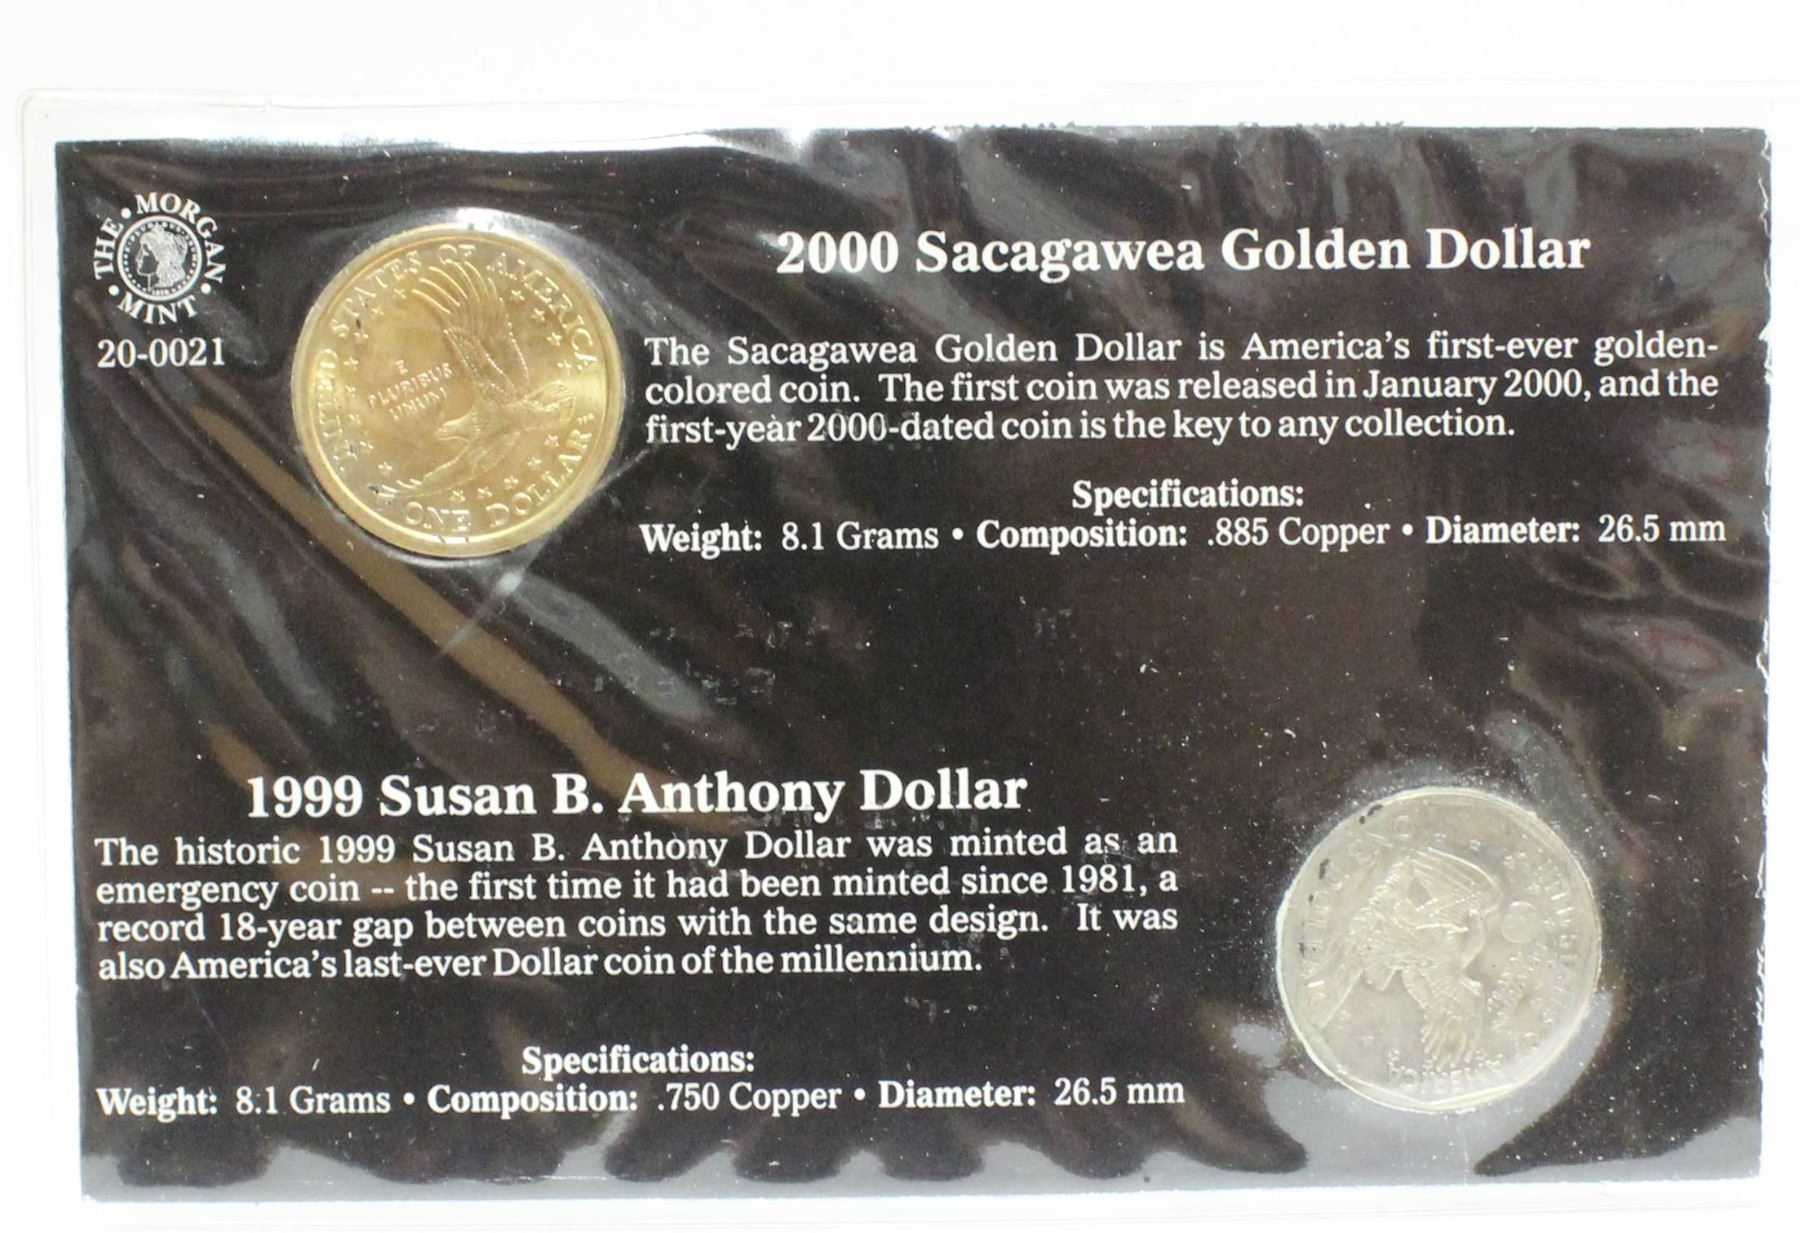 THE • MORGAN • MINT •
20-0021
UNITED STATES OF AMERICA
E
PLURIBUS
UNUM
ONE DOLLAR
2000 Sacagawea Golden Dollar
The Sacagawea Golden Dollar is America's first-ever golden-
colored coin. The first coin was released in January 2000, and the
first-year 2000-dated coin is the key to any collection.
Specifications:
Weight: 8.1 Grams • Composition: .885 Copper • Diameter: 26.5 mm
1999 Susan B. Anthony Dollar
The historic 1999 Susan B. Anthony Dollar was minted as an
emergency coin -- the first time it had been minted since 1981, a
record 18-year gap between coins with the same design. It was
also America's last-ever Dollar coin of the millennium.
Specifications:
Weight: 8.1 Grams • Composition: .750 Copper • Diameter: 26.5 mm